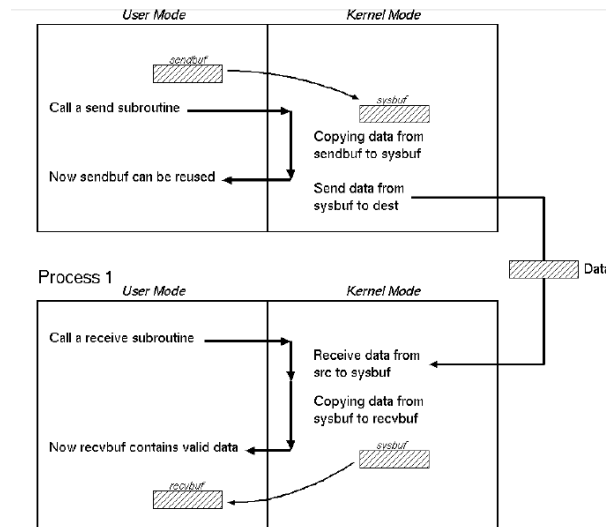 User Mode
Kernel Mode
sendbuf
sysbuf
Call a send subroutine
Copying data from
sendbuf to sysbuf
Now sendbuf can be reused
Send data from
sysbuf to dest
Data
Process 1
User Mode
Kernel Mode
Call a receive subroutine
Receive data from
src to sysbuf
Copying data from
sysbuf to recvbuf
Now recvbuf contains valid data
sysbuf
recvbuf